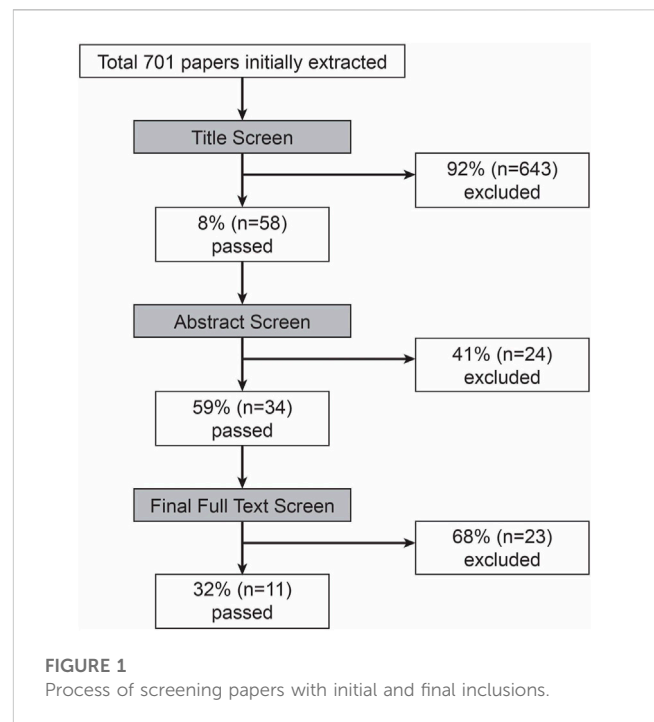 Total 701 papers initially extracted
Title Screen
92% (n=643)
excluded
8% (n=58)
passed
Abstract Screen
41% (n=24)
excluded
59% (n=34)
passed
Final Full Text Screen
68% (n=23)
excluded
32% (n=11)
passed
FIGURE 1
Process of screening papers with initial and final inclusions.